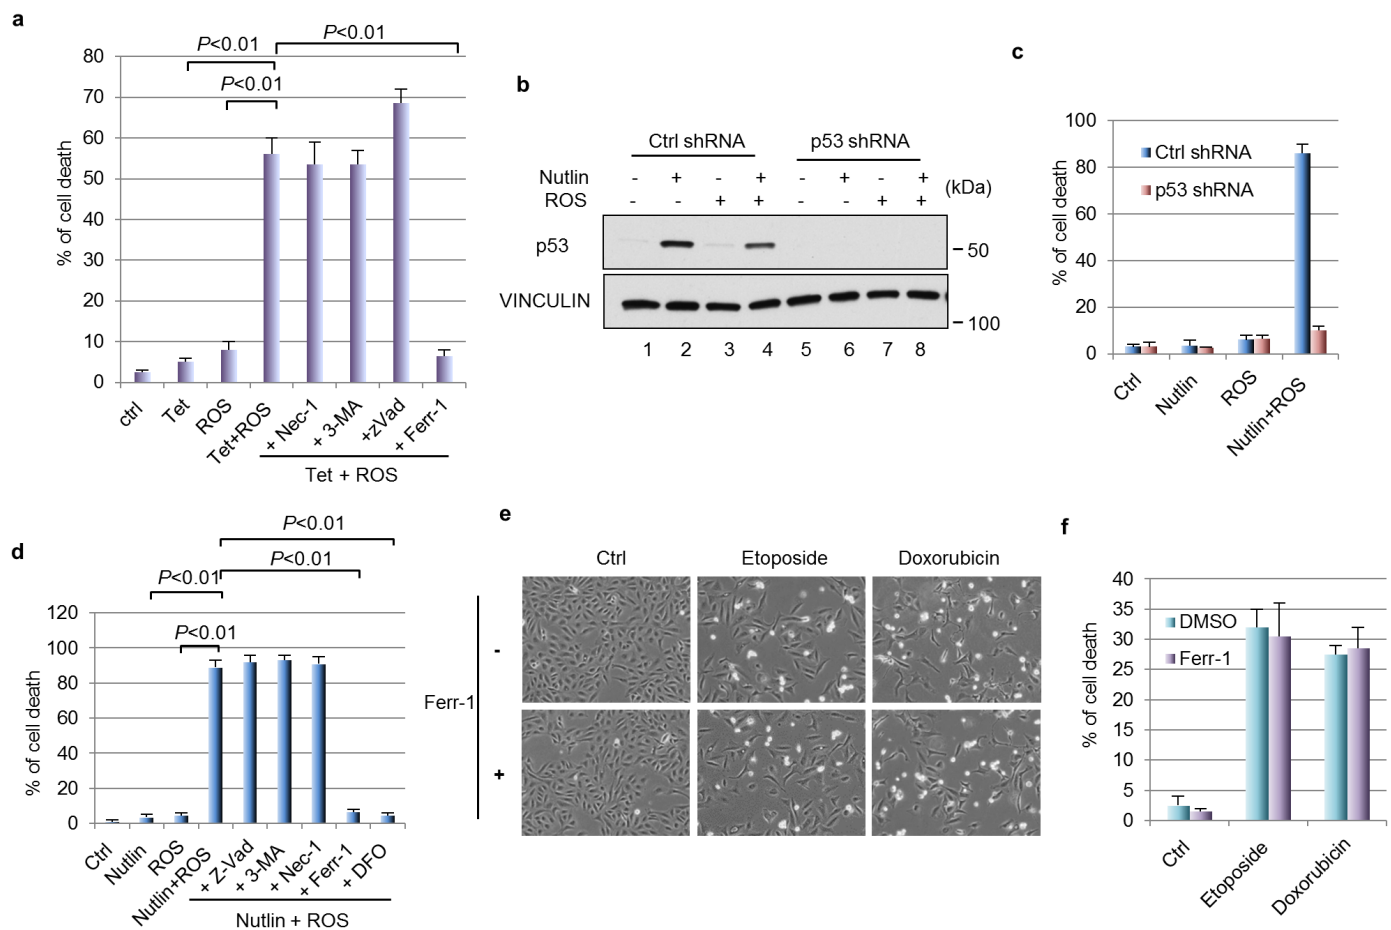 a
P<0.01
P<0.01
P<0.01
% of cell death
80
70
60
50
40
30
20
10
0
ctrl
Tet
ROS
Tet+ROS
+ Nec-1
+ 3-MA
+zVad
+ Ferr-1
Tet + ROS
b
Ctrl shRNA p53 shRNA
Nutlin - + - + - + - + (kDa)
ROS - - + + - - + +
p53
50
VINCULIN
100
1 2 3 4 5 6 7 8
c
% of cell death
100
80
60
40
20
0
Ctrl shRNA
p53 shRNA
Ctrl
Nutlin
ROS
Nutlin+ROS
d
P<0.01
P<0.01
P<0.01
P<0.01
% of cell death
120
100
80
60
40
20
0
Ctrl
Nutlin
ROS
Nutlin+ROS
+ Z-Vad
+ 3-MA
+ Nec-1
+ Ferr-1
+ DFO
Nutlin + ROS
e
Ctrl Etoposide Doxorubicin
Ferr-1
-
+
f
% of cell death
40
35
30
25
20
15
10
5
0
DMSO
Ferr-1
Ctrl
Etoposide
Doxorubicin